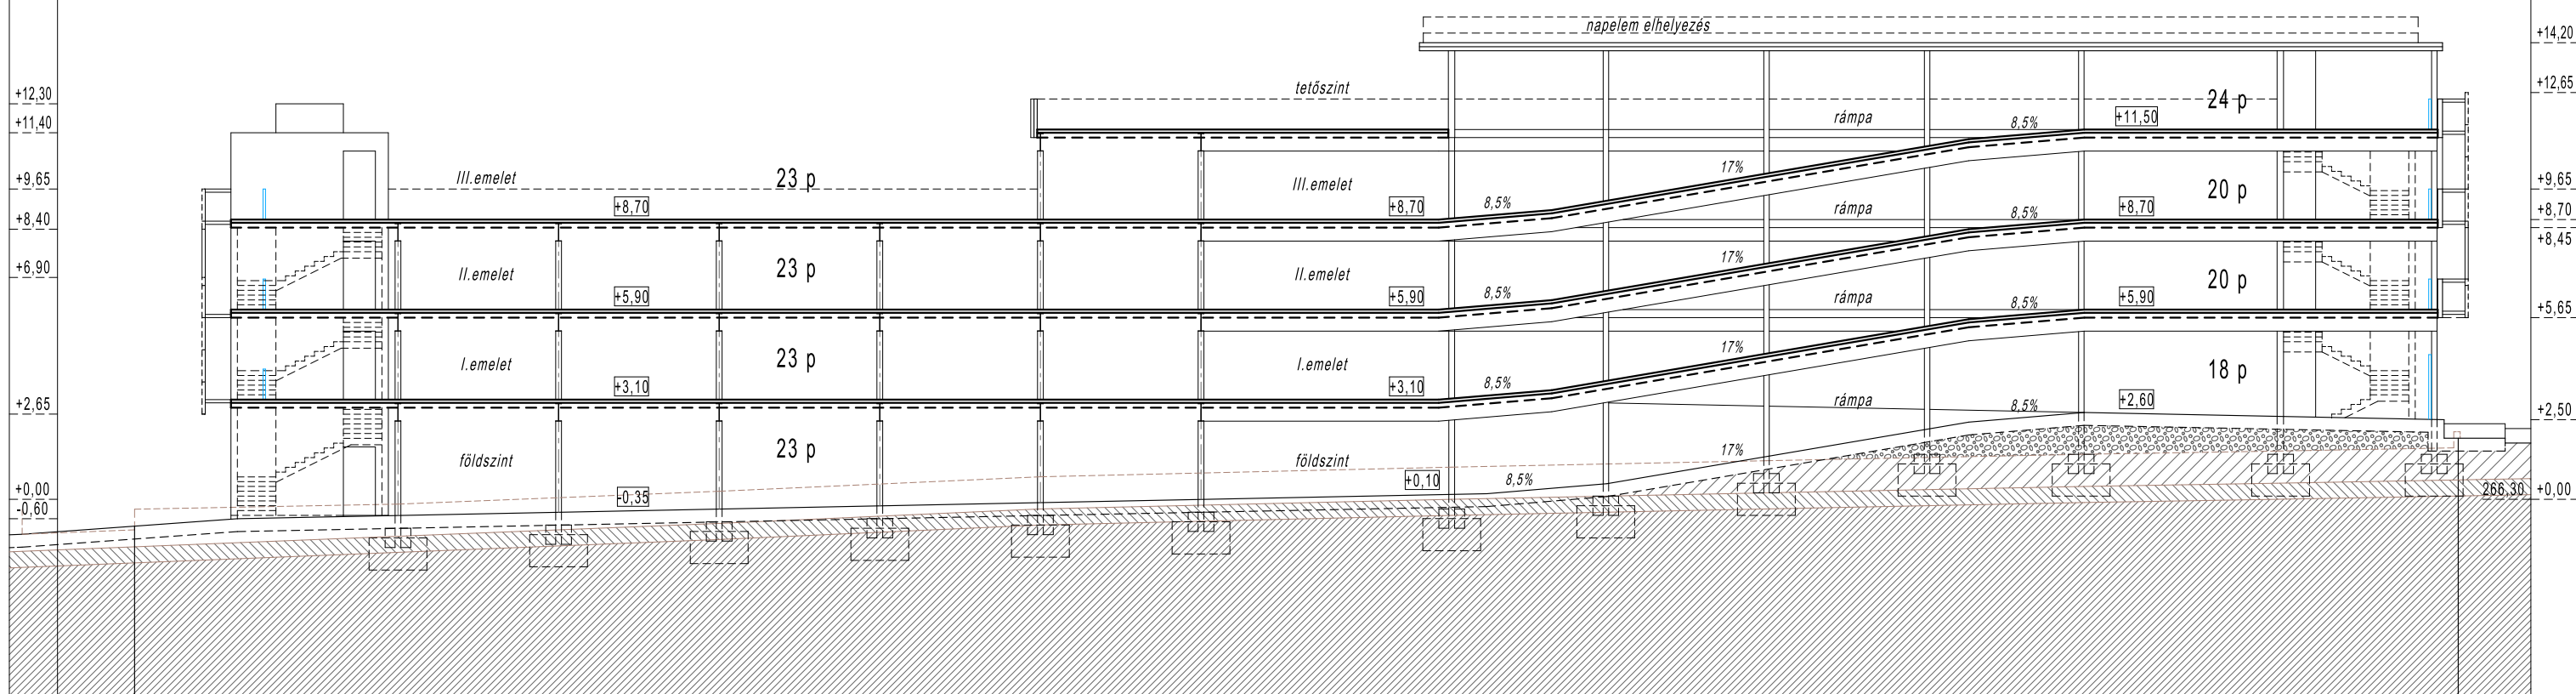 napelem elhelyezés
+14,20
tetőszint
+12,65
+12,30
24 p
+11,50
rámpa
8,5%
+11,40
17%
III.emelet
23 p
III.emelet
20 p
+9,65
+9,65
+8,70
+8,70
8,5%
rámpa
8,5%
+8,70
+8,70
+8,40
+8,45
17%
II.emelet
23 p
II.emelet
20 p
+6,90
+5,90
+5,90
8,5%
rámpa
8,5%
+5,90
+5,65
17%
I.emelet
23 p
I.emelet
18 p
+3,10
+3,10
8,5%
rámpa
8,5%
+2,60
+2,65
+2,50
17%
földszint
23 p
földszint
+0,10
8,5%
+0,00
-0,35
266,30
+0,00
-0,60